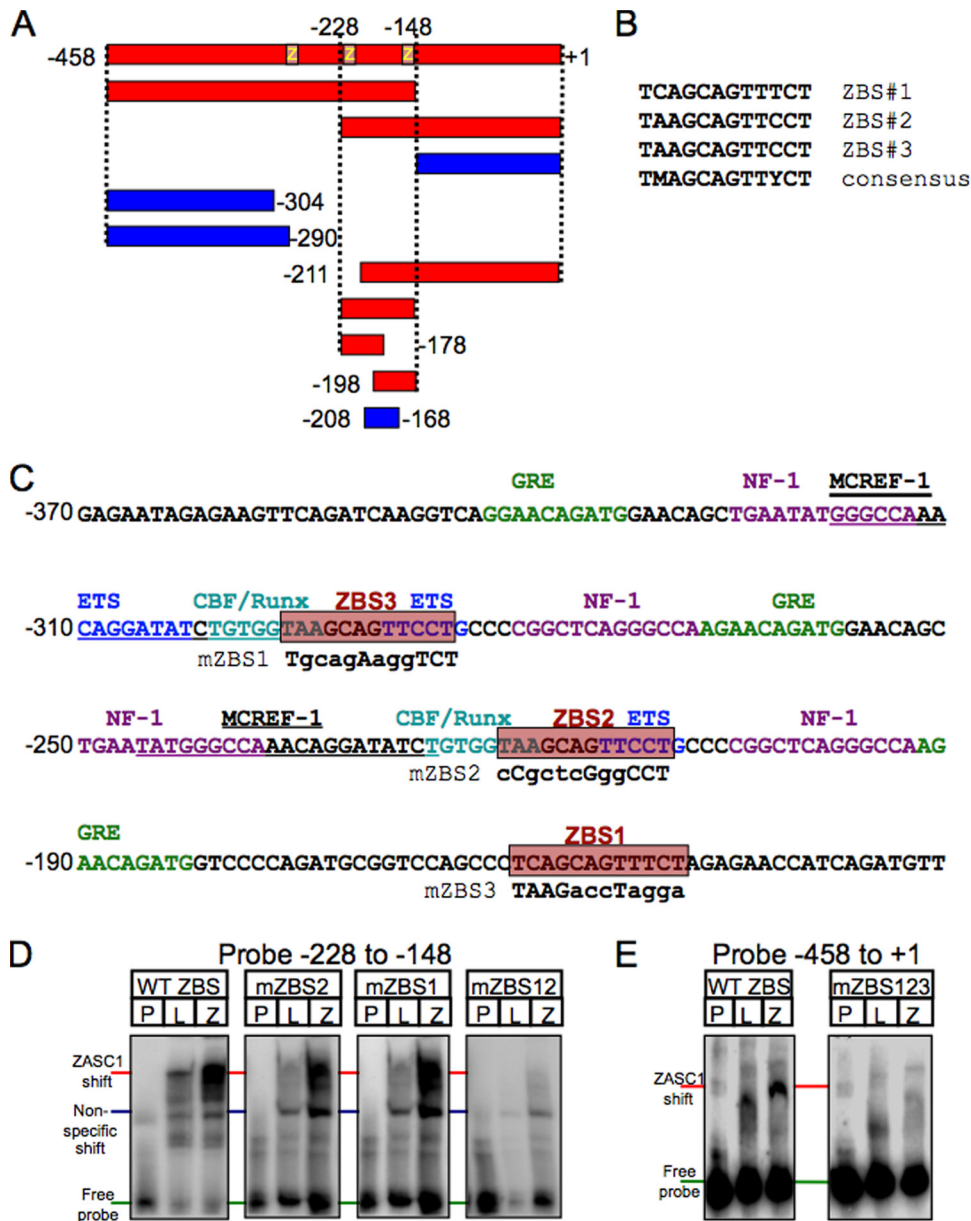 A
-228 -148
-458 Z Z Z +1
-304
-290
-211
-178
-198
-208 -168
B
TCAGCAGTTTCT ZBS#1
TAAGCAGTTCCT ZBS#2
TAAGCAGTTCCT ZBS#3
TMAGCAGTTYCT consensus
C
GRE NF-1 MCREF-1
-370 GAGAATAGAGAAGTTCAGATCAAGGTCAGGAACAGATGGAACAGCTGAATATGGGCCAAA
ETS CBF/Runx ZBS3 ETS NF-1 GRE
-310 CAGGATATCTGTGGTAAGCAGTTCCTGCCCCGGCTCAGGGCCAAGAACAGATGGAACAGC
mZBS1 TgcagAaggTCT
NF-1 MCREF-1 CBF/Runx ZBS2 ETS NF-1
-250 TGAATATGGGCCAAACAGGATATCTGTGGTAAGCAGTTCCTGCCCCGGCTCAGGGCCAAG
mZBS2 cCgctcGggCCT
GRE ZBS1
-190 AACAGATGGTCCCCAGATGCGGTCCAGCCCTCAGCAGTTTCTAGAGAACCATCAGATGTT
mZBS3 TAAGaccTagga
D Probe -228 to -148
WT ZBS mZBS2 mZBS1 mZBS12
P L Z P L Z P L Z P L Z
ZASC1
shift
Non-
specific
shift
Free
probe
E Probe -458 to +1
WT ZBS mZBS123
P L Z P L Z
ZASC1
shift
Free
probe